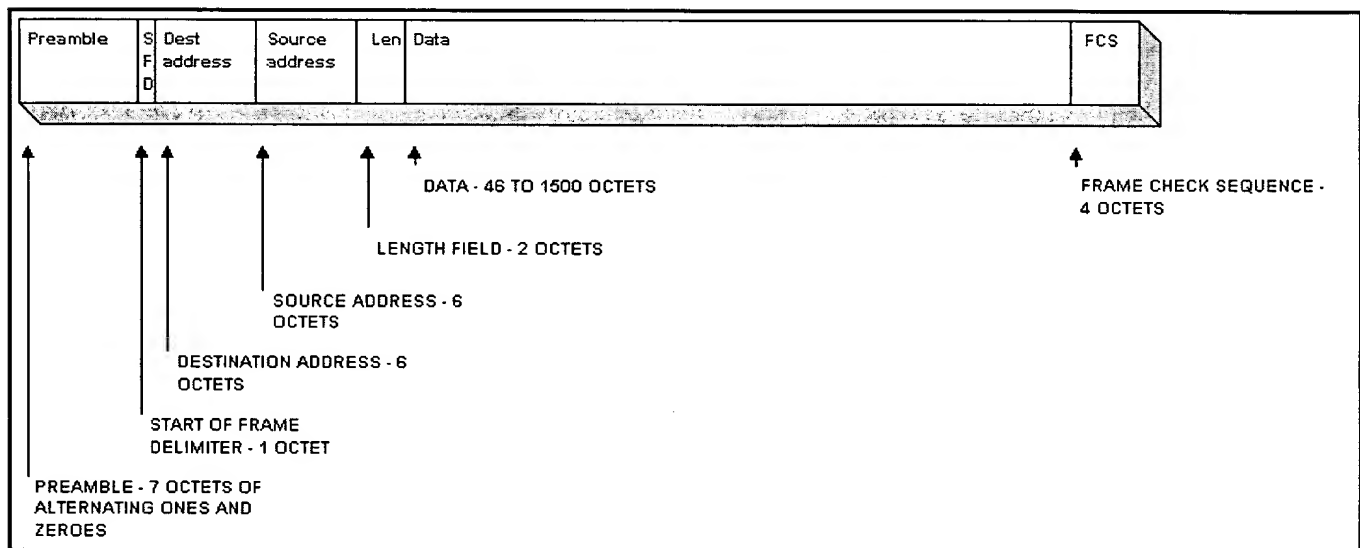 Preamble
S
F
D
Dest
address
Source
address
Len
Data
FCS
DATA - 46 TO 1500 OCTETS
FRAME CHECK SEQUENCE -
4 OCTETS
LENGTH FIELD - 2 OCTETS
SOURCE ADDRESS - 6
OCTETS
DESTINATION ADDRESS - 6
OCTETS
START OF FRAME
DELIMITER - 1 OCTET
PREAMBLE - 7 OCTETS OF
ALTERNATING ONES AND
ZEROES